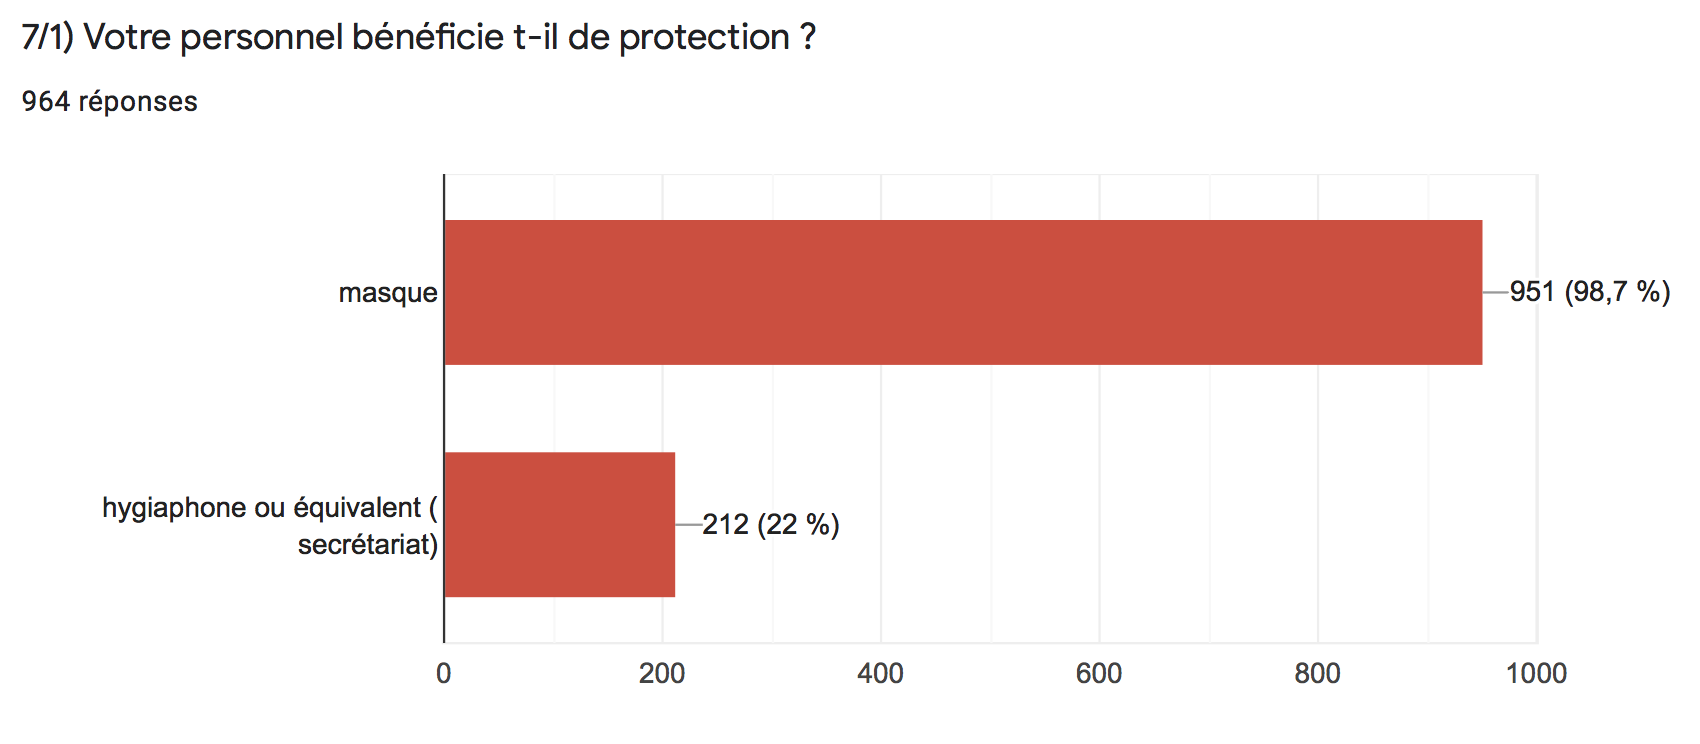 7/1) Votre personnel bénéficie t-il de protection ?
964 réponses
masque
951 (98,7 %)
hygiaphone ou équivalent (
secrétariat)
212 (22 %)
0
200
400
600
800
1000